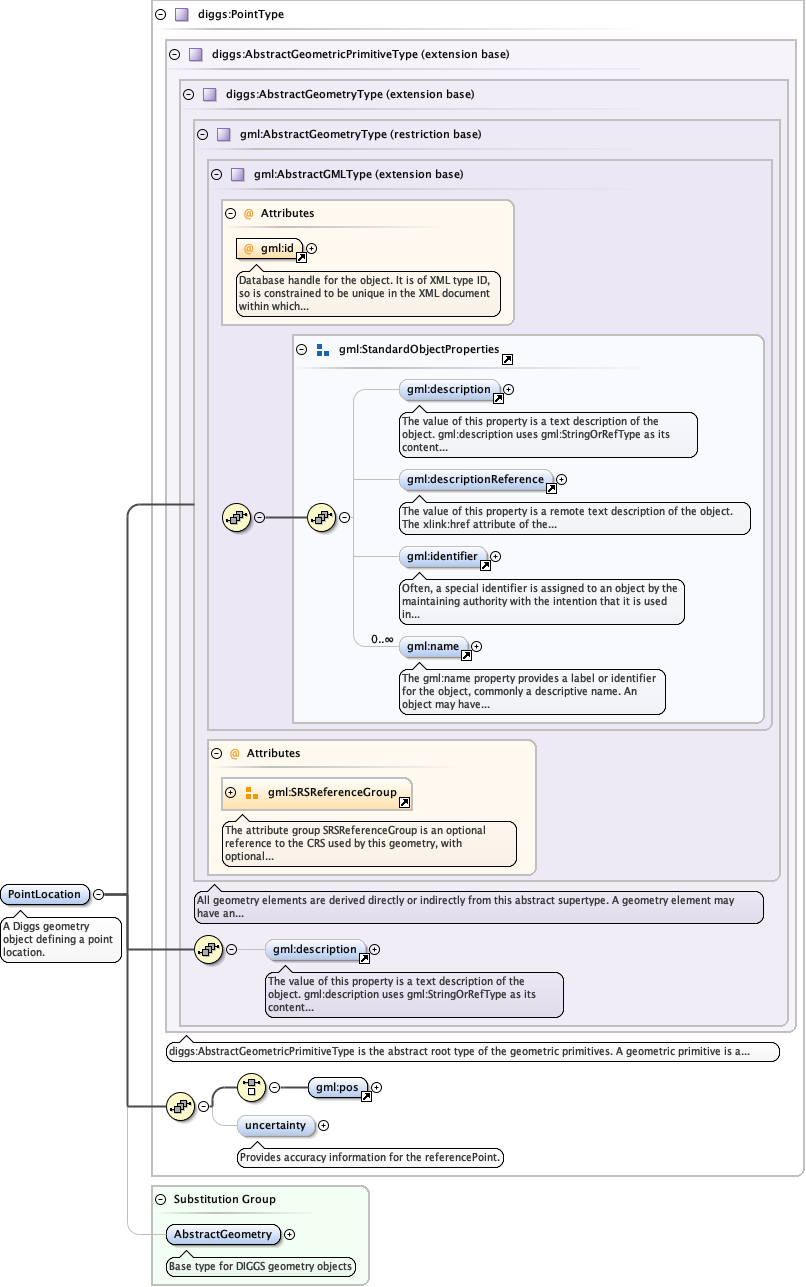 diggs:PointType
diggs:AbstractGeometricPrimitiveType (extension base)
diggs:AbstractGeometryType (extension base)
gml:AbstractGeometryType (restriction base)
gml:AbstractGMLType (extension base)
@ Attributes
@ gml:id
Database handle for the object. It is of XML type ID,
so is constrained to be unique in the XML document
within which...
gml:StandardObjectProperties
gml:description
The value of this property is a text description of the
object. gml:description uses gml:StringOrRefType as its
content...
gml:descriptionReference
The value of this property is a remote text description of the object.
The xlink:href attribute of the...
gml:identifier
Often, a special identifier is assigned to an object by the
maintaining authority with the intention that it is used
in...
0..∞
gml:name
The gml:name property provides a label or identifier
for the object, commonly a descriptive name. An
object may have...
@ Attributes
gml:SRSReferenceGroup
The attribute group SRSReferenceGroup is an optional
reference to the CRS used by this geometry, with
optional...
PointLocation
A Diggs geometry
object defining a point
location.
All geometry elements are derived directly or indirectly from this abstract supertype. A geometry element may
have an...
gml:description
The value of this property is a text description of the
object. gml:description uses gml:StringOrRefType as its
content...
diggs:AbstractGeometricPrimitiveType is the abstract root type of the geometric primitives. A geometric primitive is a...
gml:pos
uncertainty
Provides accuracy information for the referencePoint.
Substitution Group
AbstractGeometry
Base type for DIGGS geometry objects